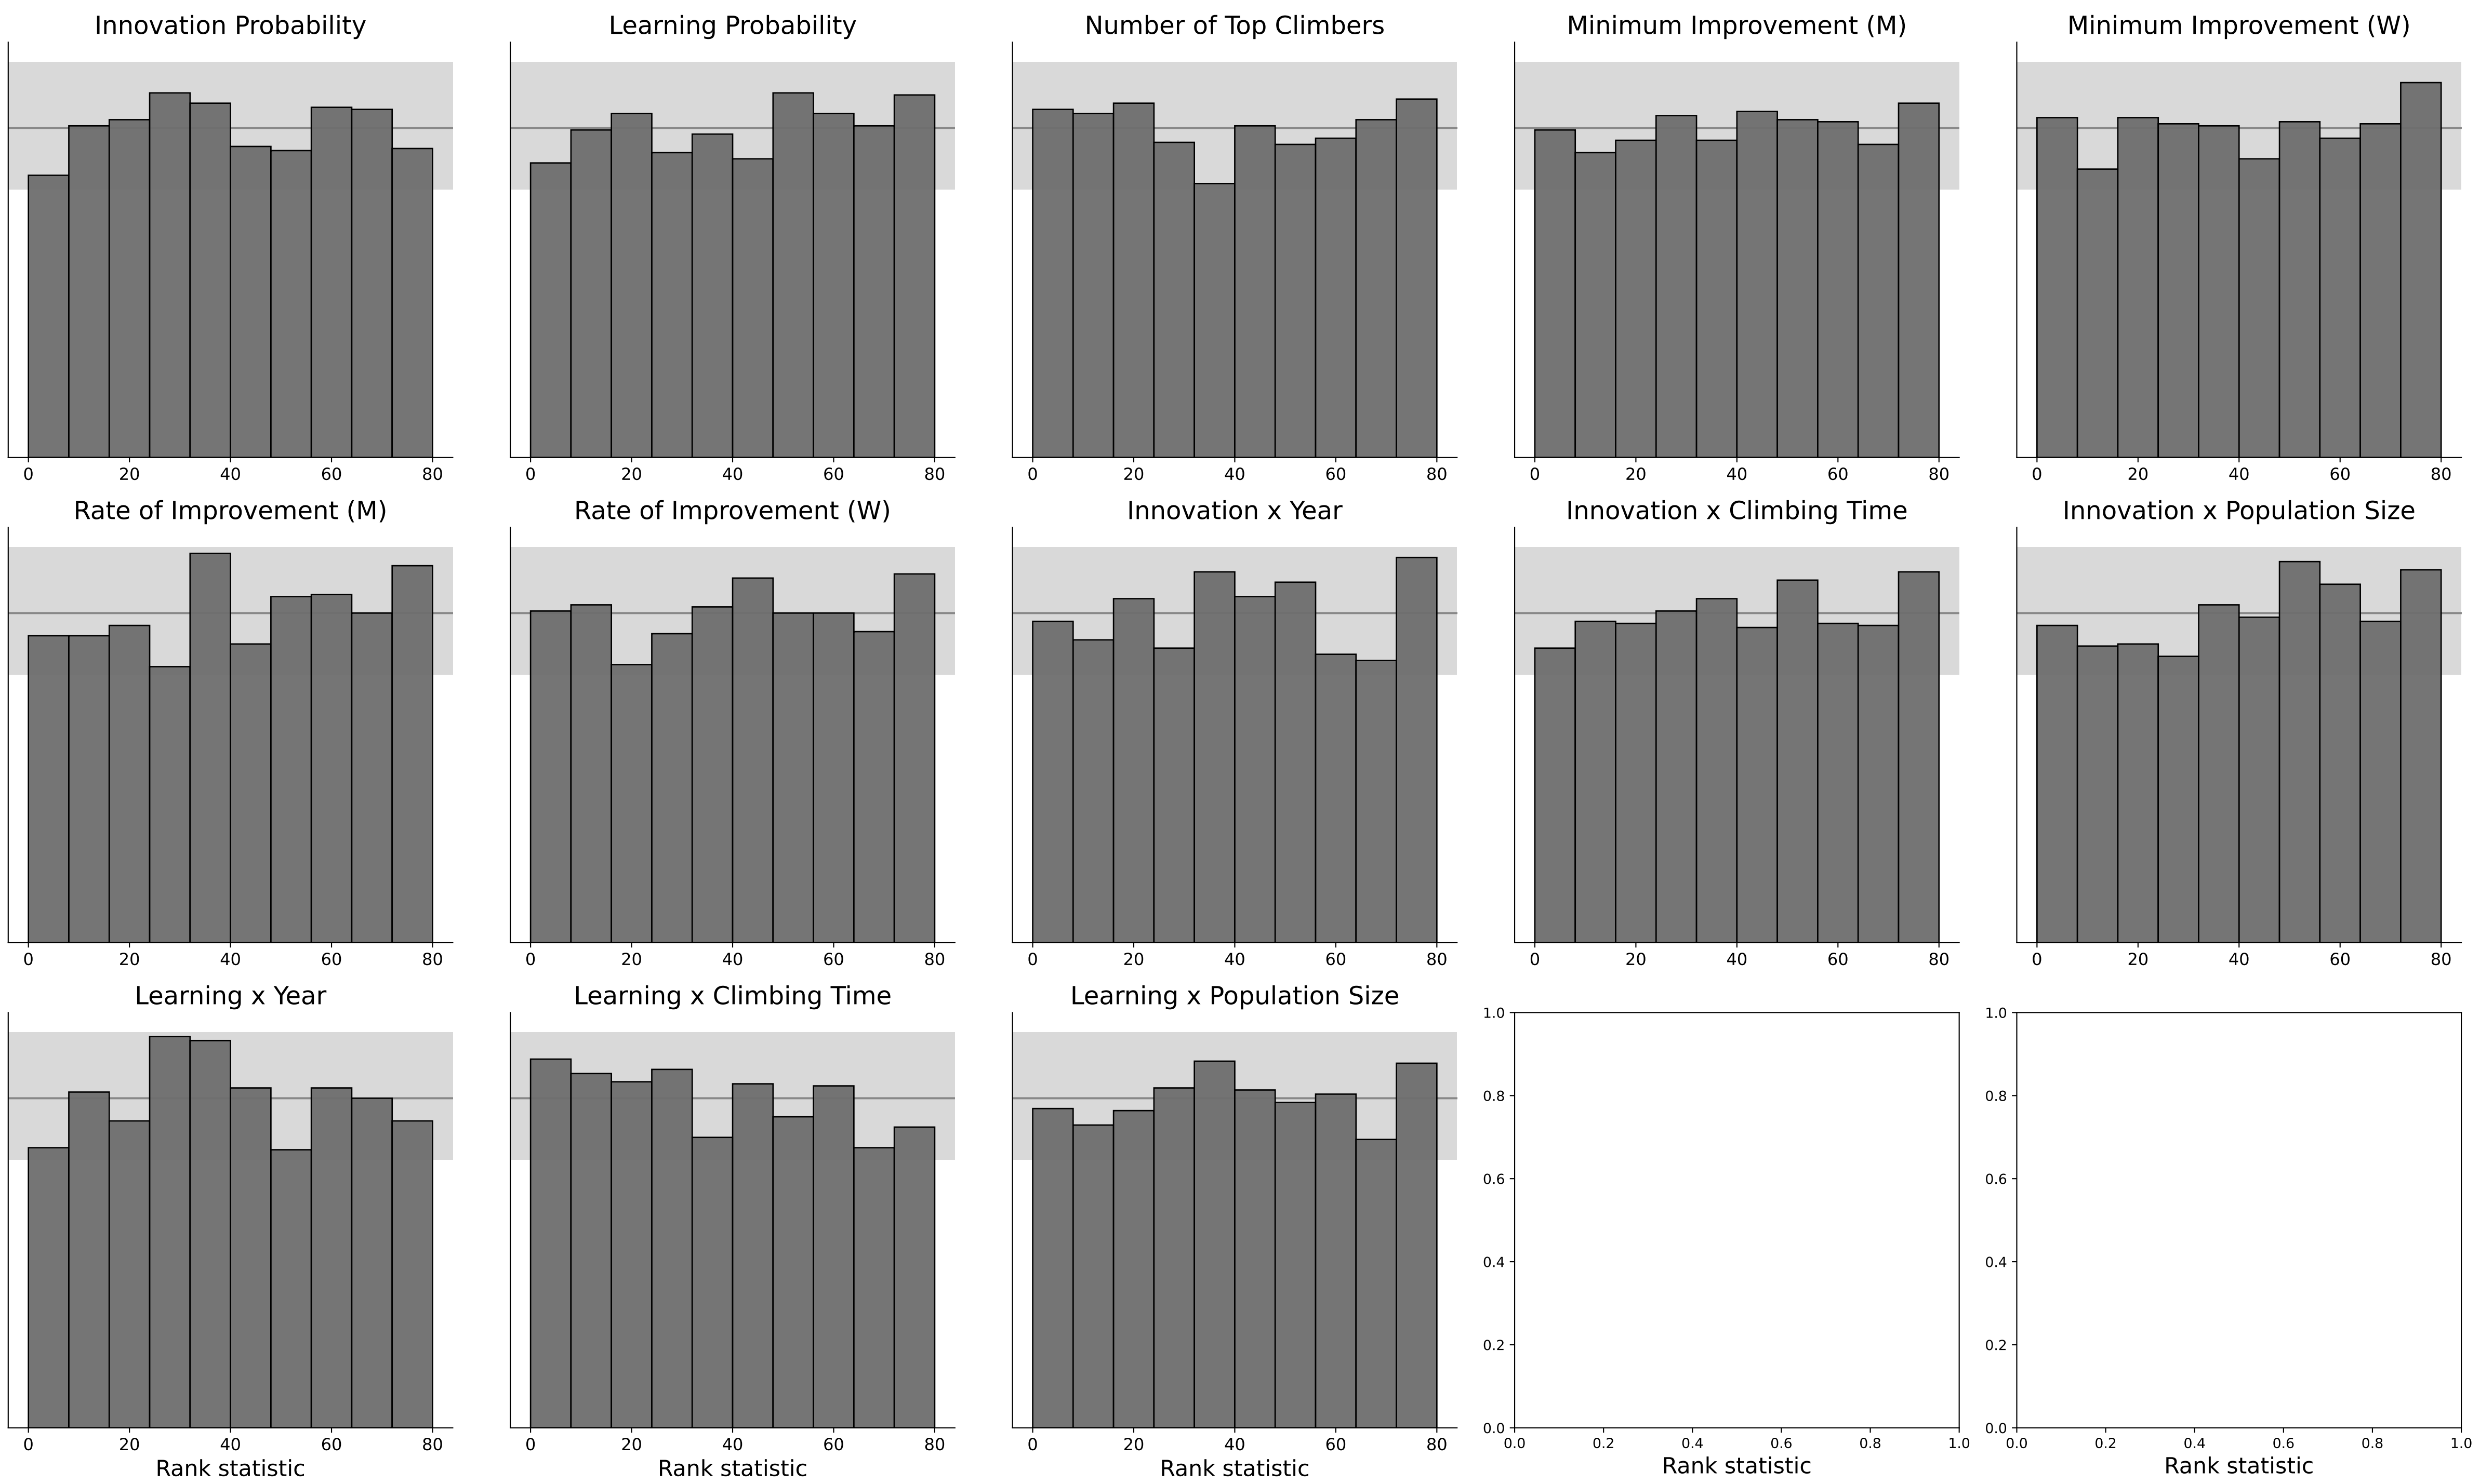 Innovation Probability
Learning Probability
Number of Top Climbers
Minimum Improvement (M)
Minimum Improvement (W)
0 20 40 60 80
0 20 40 60 80
0 20 40 60 80
0 20 40 60 80
0 20 40 60 80
Rate of Improvement (M)
Rate of Improvement (W)
Innovation x Year
Innovation x Climbing Time
Innovation x Population Size
0 20 40 60 80
0 20 40 60 80
0 20 40 60 80
0 20 40 60 80
0 20 40 60 80
Learning x Year
Learning x Climbing Time
Learning x Population Size
1.0
0.8
0.6
0.4
0.2
0.0
1.0
0.8
0.6
0.4
0.2
0.0
0 20 40 60 80
0 20 40 60 80
0 20 40 60 80
0.0 0.2 0.4 0.6 0.8 1.0
0.0 0.2 0.4 0.6 0.8 1.0
Rank statistic
Rank statistic
Rank statistic
Rank statistic
Rank statistic